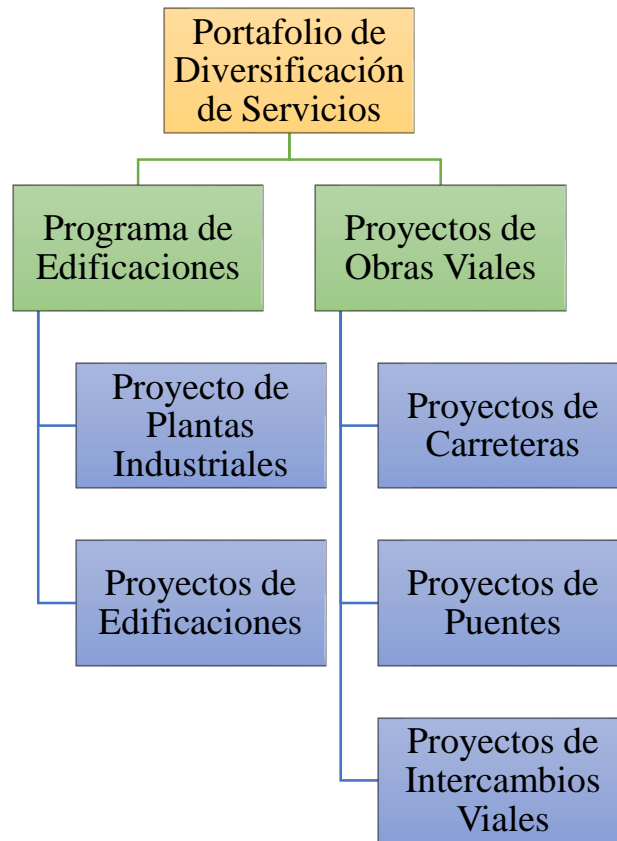 Portafolio de
Diversificación
de Servicios
Programa de
Edificaciones
Proyectos de
Obras Viales
Proyecto de
Plantas
Industriales
Proyectos de
Edificaciones
Proyectos de
Carreteras
Proyectos de
Puentes
Proyectos de
Intercambios
Viales